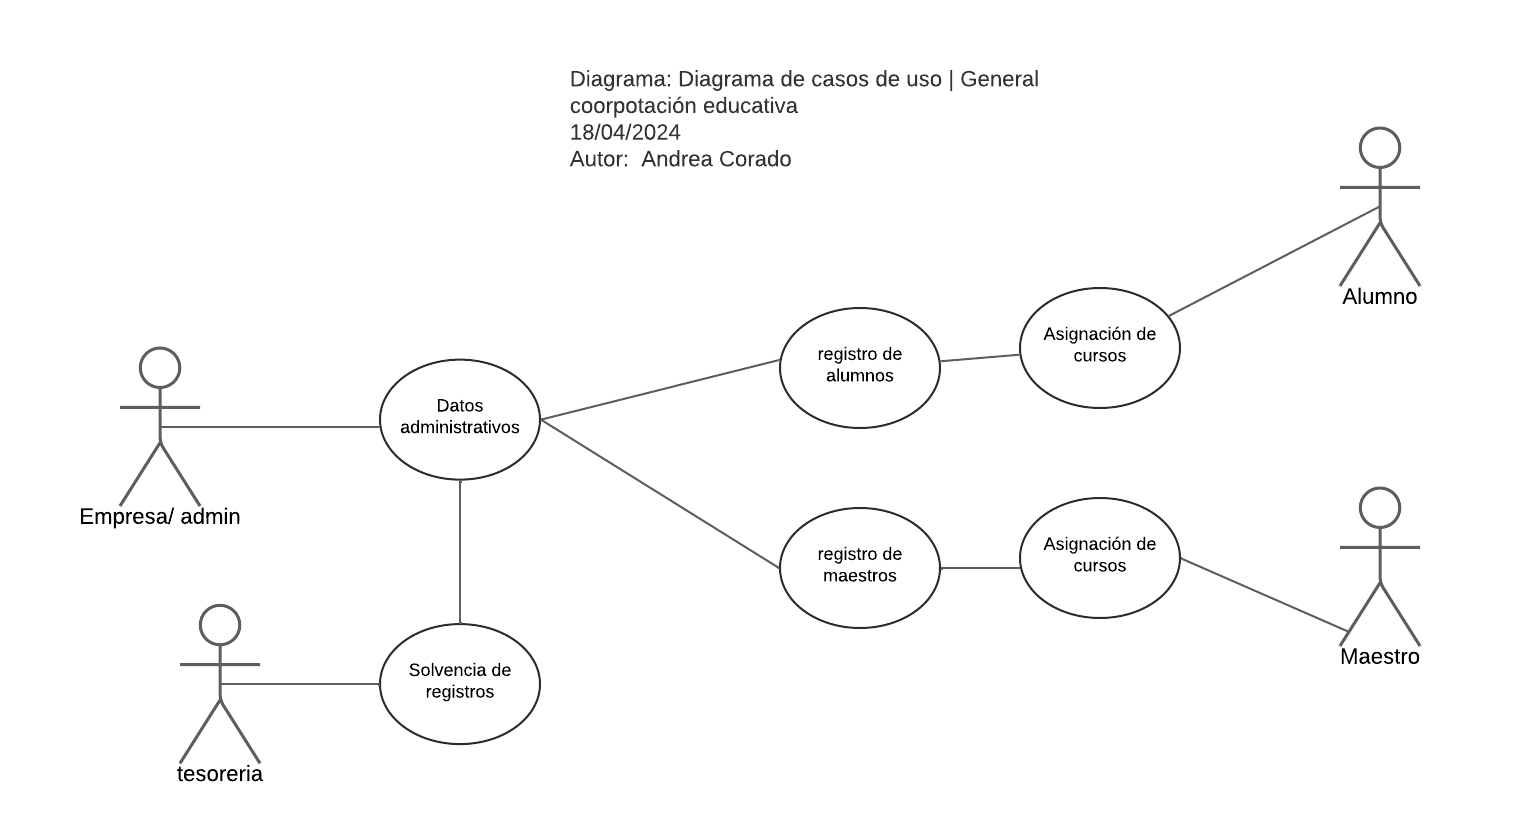 Diagrama: Diagrama de casos de uso | General
coorpotación educativa
18/04/2024
Autor: Andrea Corado
Alumno
Asignación de
cursos
registro de
alumnos
Datos
administrativos
Empresa/ admin
registro de
maestros
Asignación de
cursos
Maestro
Solvencia de
registros
tesoreria